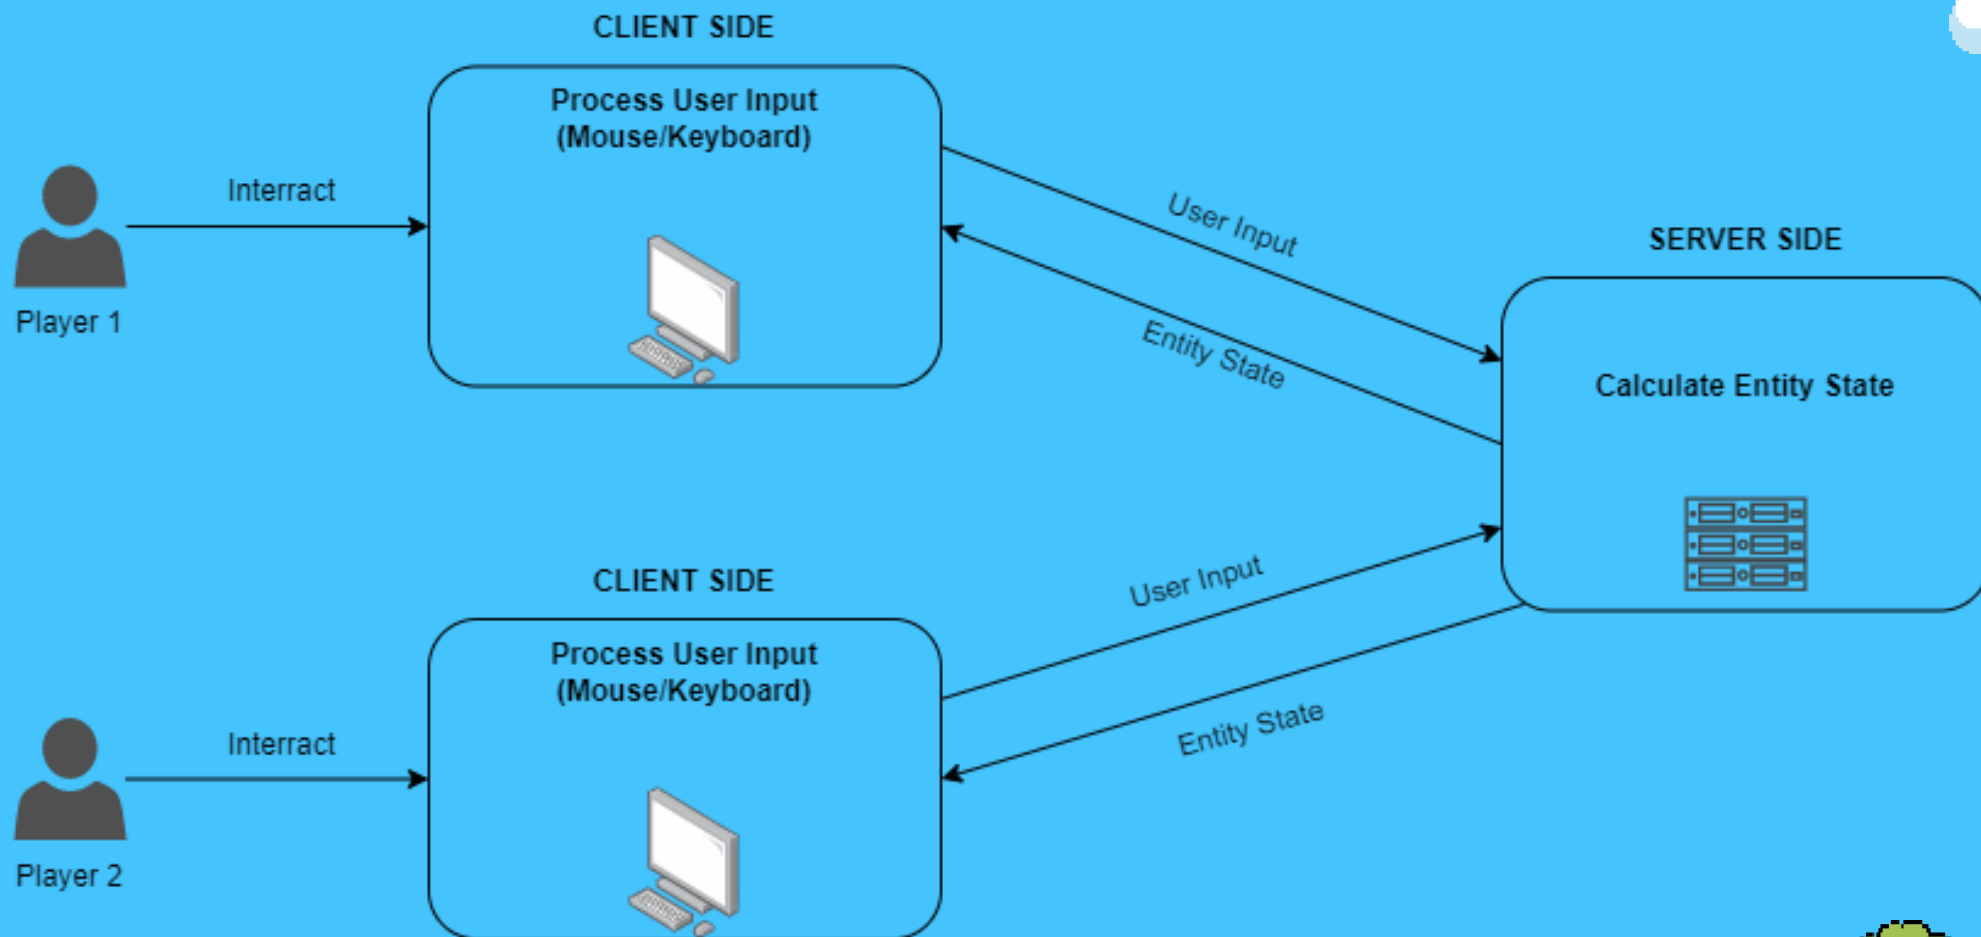 CLIENT SIDE
Process User Input
(Mouse/Keyboard)
Interract
Player 1
User Input
Entity State
SERVER SIDE
Calculate Entity State
CLIENT SIDE
Process User Input
(Mouse/Keyboard)
Interract
Player 2
User Input
Entity State